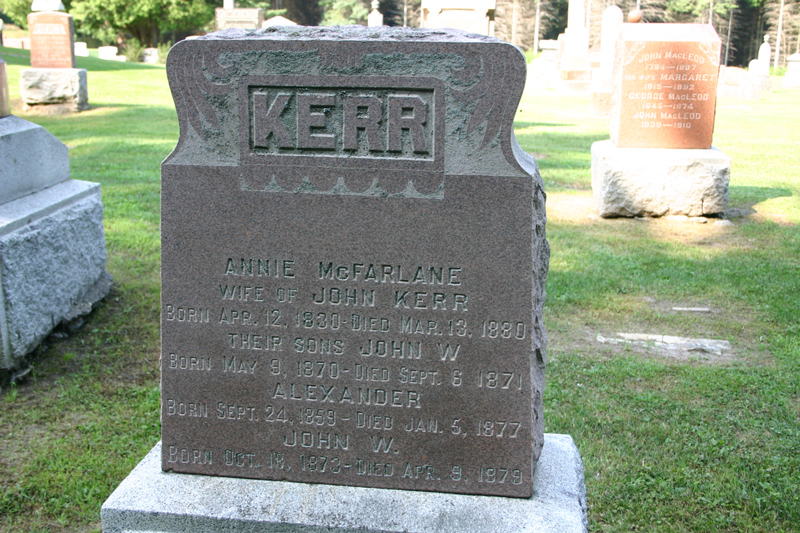 KERR
ANNIE McFARLANE
WIFE OF JOHN KERR
BORN APR. 12, 1830 - DIED MAR. 13, 1880
THEIR SONS JOHN W
BORN MAY 9, 1870 - DIED SEPT. 6 1871
ALEXANDER
BORN SEPT. 24, 1859 - DIED JAN. 5, 1877
JOHN W.
BORN OCT. 18, 1873 - DIED APR. 9, 1879
JOHN MACLEOD
MARGARET
GEORGE MACLEOD
JOHN MACLEOD